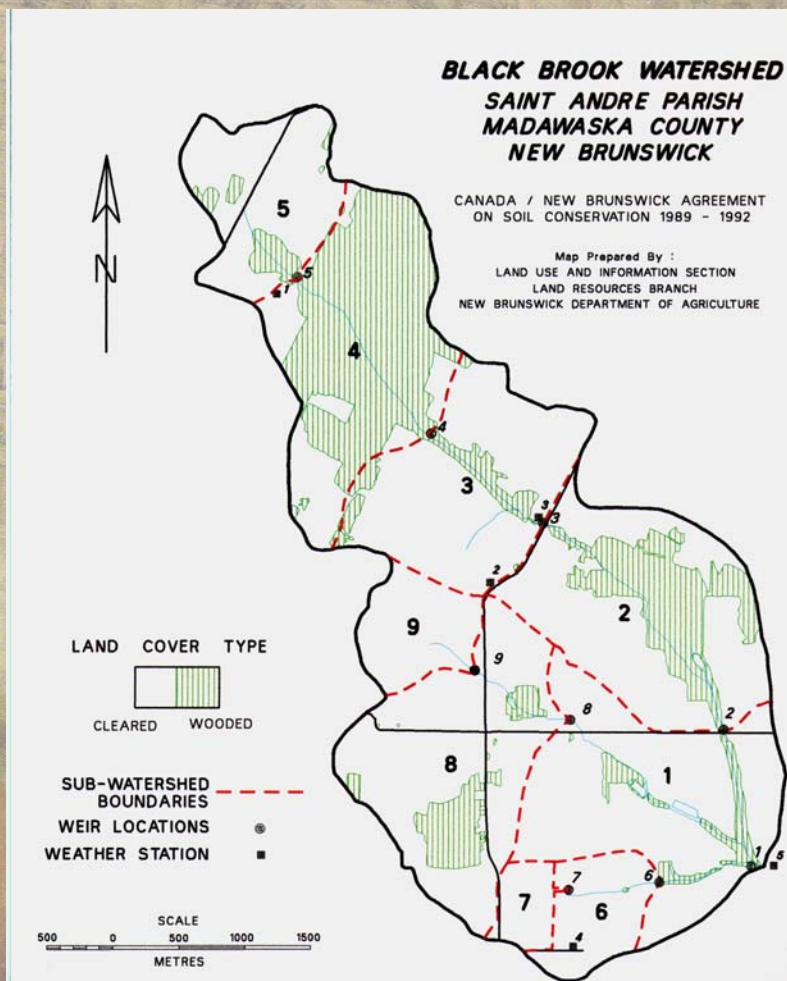 BLACK BROOK WATERSHED
SAINT ANDRE PARISH
MADAWASKA COUNTY
NEW BRUNSWICK
CANADA / NEW BRUNSWICK AGREEMENT
ON SOIL CONSERVATION 1989 - 1992
Map Prepared By :
LAND USE AND INFORMATION SECTION
LAND RESOURCES BRANCH
NEW BRUNSWICK DEPARTMENT OF AGRICULTURE
N
5
5
1
4
4
3
3
3
2
2
9
9
8
2
8
1
1
5
7
7
6
6
4
LAND COVER TYPE
CLEARED WOODED
SUB-WATERSHED
BOUNDARIES
WEIR LOCATIONS
WEATHER STATION
SCALE
500 0 500 1000 1500
METRES